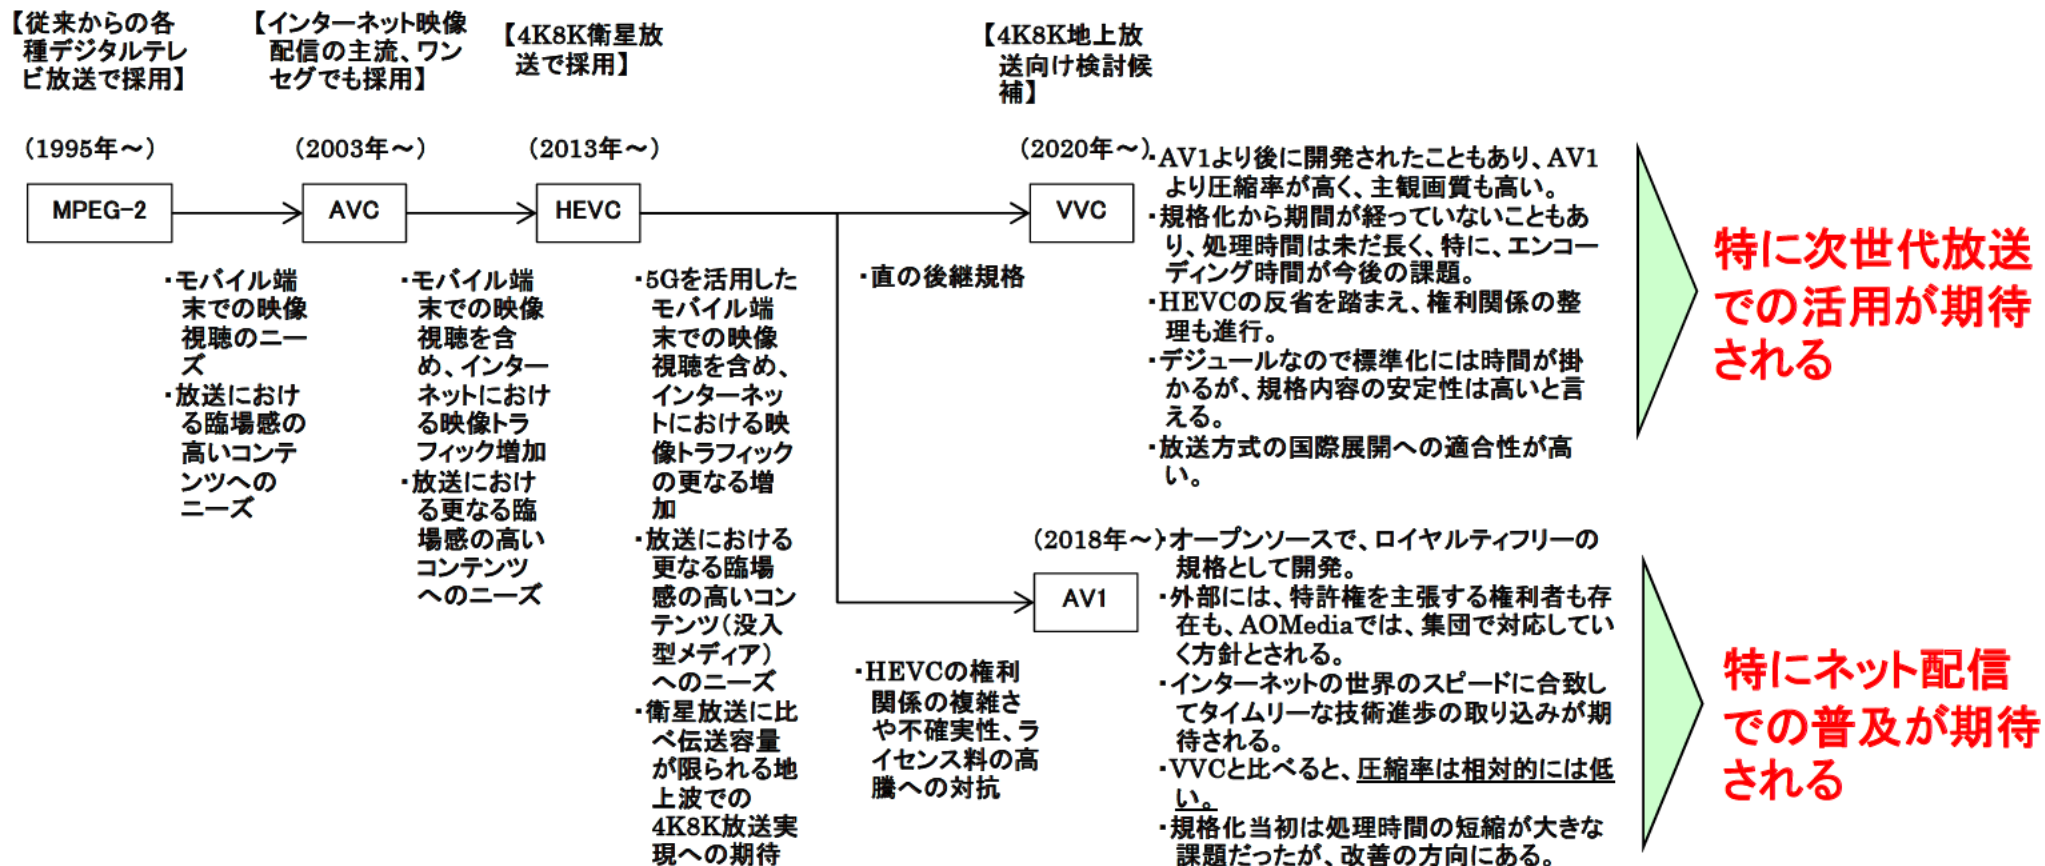 【従来からの各
種デジタルテレ
ビ放送で採用】
【インターネット映像
配信の主流、ワン
セグでも採用】
【4K8K衛星放
送で採用】
【4K8K地上放
送向け検討候
補】
（1995年～）
（2003年～）
（2013年～）
（2020年～）
MPEG-2
AVC
HEVC
VVC
・モバイル端
末での映像
視聴のニー
ズ
・放送におけ
る臨場感の
高いコンテ
ンツへの
ニーズ
・モバイル端
末での映像
視聴を含
め、インター
ネットにおけ
る映像トラ
フィック増加
・放送におけ
る更なる臨
場感の高い
コンテンツ
へのニーズ
・5Gを活用した
モバイル端
末での映像
視聴を含め、
インターネッ
トにおける映
像トラフィック
の更なる増
加
・放送における
更なる臨場
感の高いコン
テンツ（没入
型メディア）
へのニーズ
・衛星放送に比
べ伝送容量
が限られる地
上波での
4K8K放送実
現への期待
・直の後継規格
・AV1より後に開発されたこともあり、AV1
より圧縮率が高く、主観画質も高い。
・規格化から期間が経っていないこともあ
り、処理時間は未だ長く、特に、エンコー
ディング時間が今後の課題。
・HEVCの反省を踏まえ、権利関係の整
理も進行。
・デジュールなので標準化には時間が掛
かるが、規格内容の安定性は高いと言
える。
・放送方式の国際展開への適合性が高
い。
特に次世代放送
での活用が期待
される
（2018年～）
AV1
・HEVCの権利
関係の複雑さ
や不確実性、ラ
イセンス料の高
騰への対抗
・オープンソースで、ロイヤルティフリーの
規格として開発。
・外部には、特許権を主張する権利者も存
在も、AOMediaでは、集団で対応してい
く方針とされる。
・インターネットの世界のスピードに合致し
てタイムリーな技術進歩の取り込みが期
待される。
・VVCと比べると、圧縮率は相対的には低
い。
・規格化当初は処理時間の短縮が大きな
課題だったが、改善の方向にある。
特にネット配信
での普及が期待
される